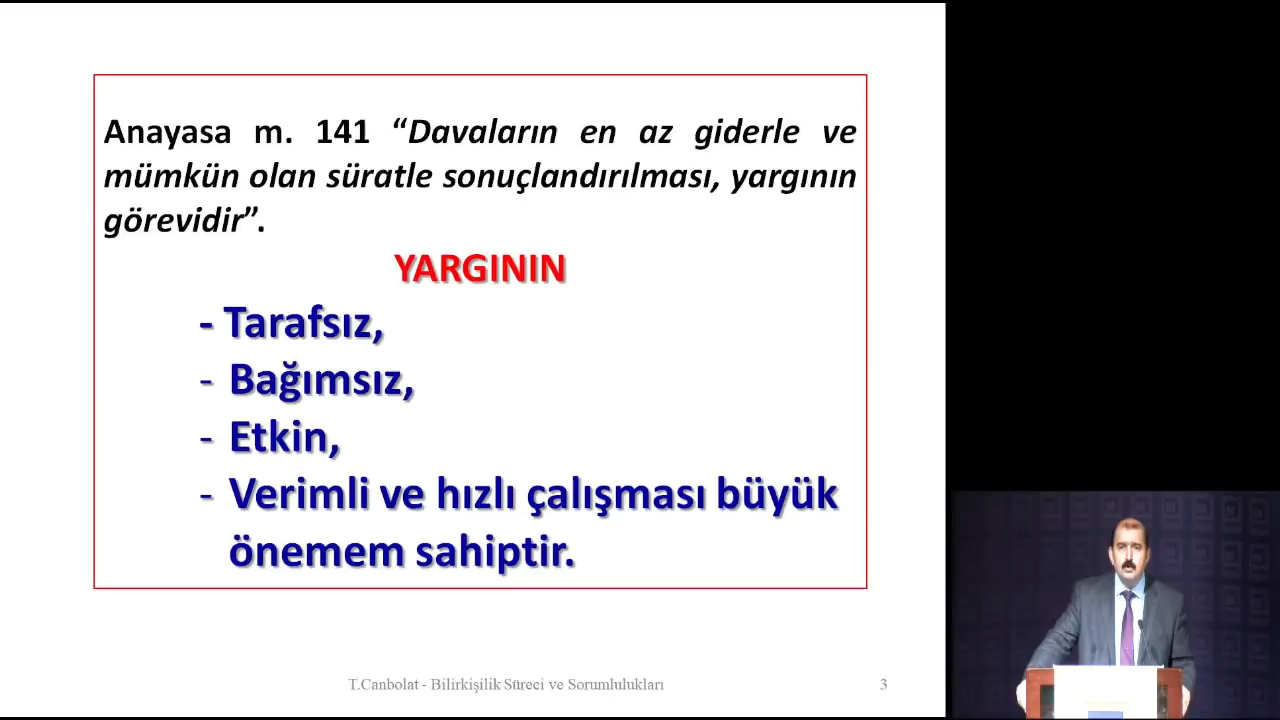 Anayasa m. 141 “Davaların en az giderle ve
mümkün olan süratle sonuçlandırılması, yargının
görevidir”.
YARGININ
- Tarafsız,
- Bağımsız,
- Etkin,
- Verimli ve hızlı çalışması büyük
önemem sahiptir.
T.Canbolat - Bilirkişilik Süreci ve Sorumlulukları
3